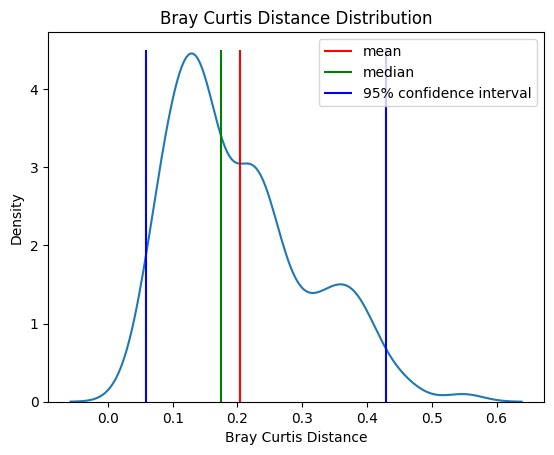 Bray Curtis Distance Distribution
mean
median
95% confidence interval
Density
4
3
2
1
0
0.0 0.1 0.2 0.3 0.4 0.5 0.6
Bray Curtis Distance